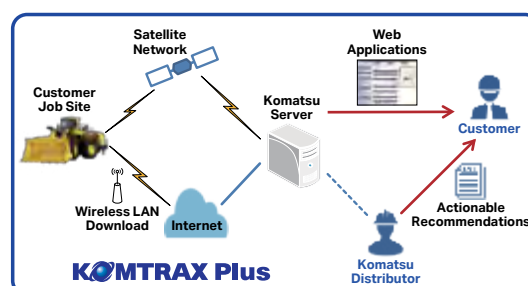 Satellite
Network
Web
Applications
Customer
Job Site
Komatsu
Server
Customer
Wireless LAN
Download
Internet
Actionable
Recommendations
Komatsu
Distributor
KOMTRAX Plus